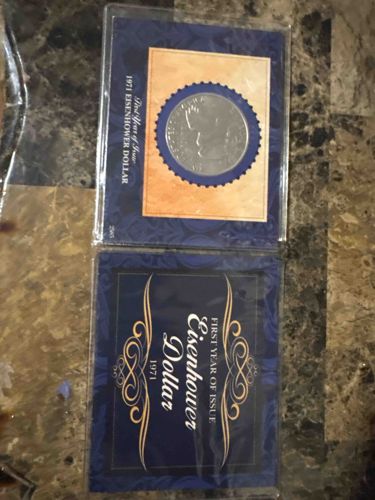 First Year of Issue
1971 EISENHOWER DOLLAR
FIRST YEAR OF ISSUE
Eisenhower
Dollar
1971